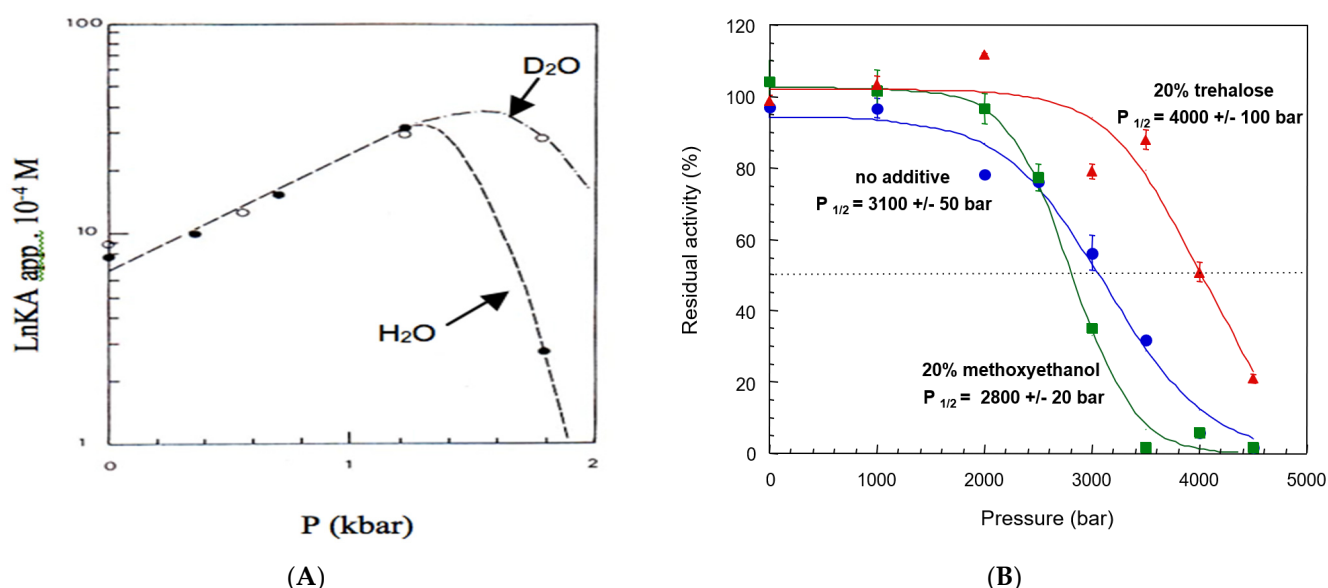 100
10
1
0
1
2
D₂O
H₂O
LnKA app. 10⁻⁴ M
P (kbar)
(A)
120
100
80
60
40
20
0
0
1000
2000
3000
4000
5000
Residual activity (%)
20% trehalose
P 1/2 = 4000 +/- 100 bar
no additive
P 1/2 = 3100 +/- 50 bar
20% methoxyethanol
P 1/2 = 2800 +/- 20 bar
Pressure (bar)
(B)